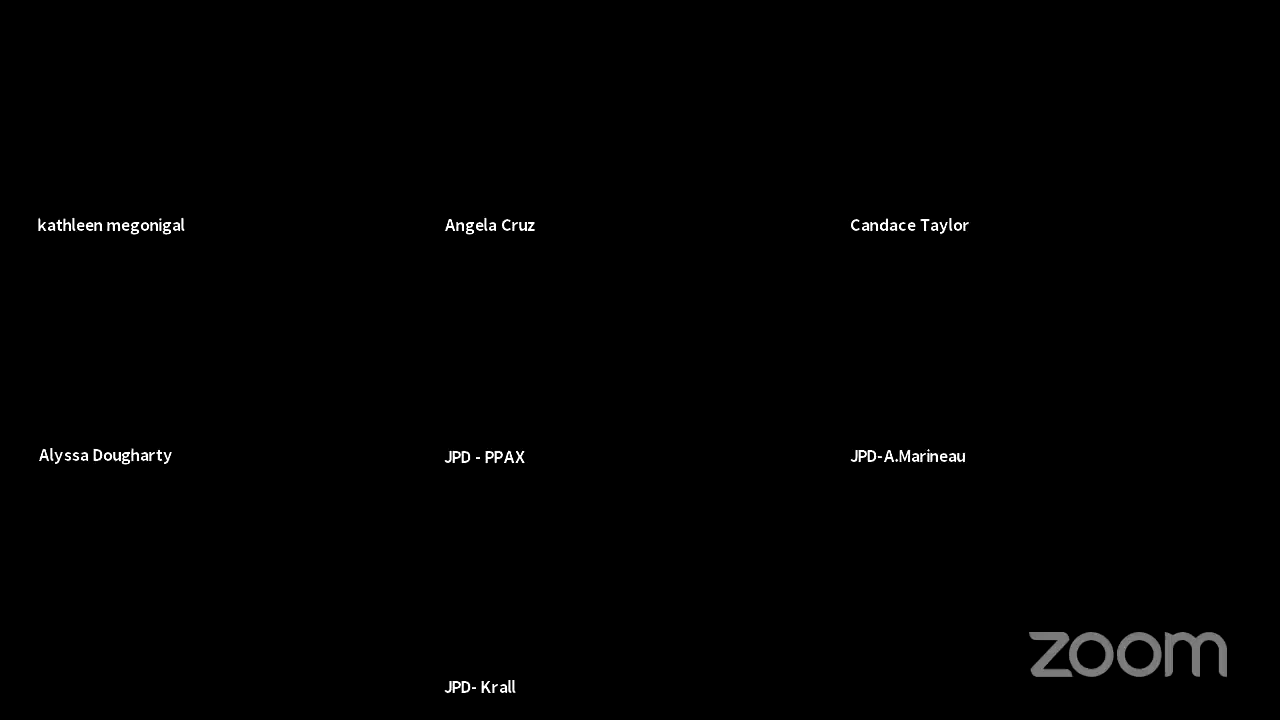 kathleen megonigal
Angela Cruz
Candace Taylor
Alyssa Dougharty
JPD - PPAX
JPD-A.Marineau
JPD- Krall
zoom